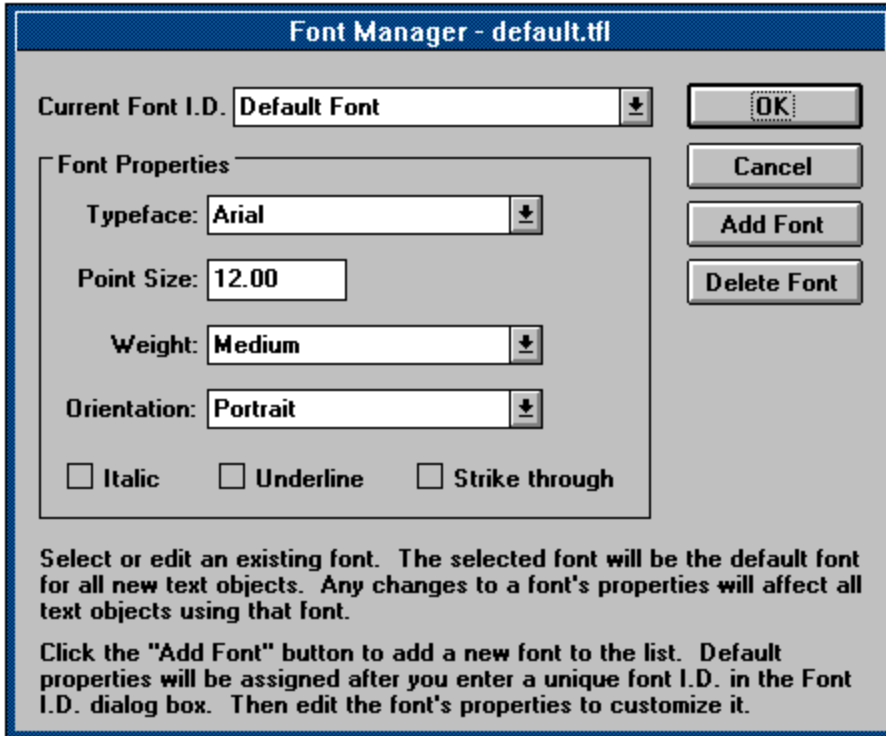 Font Manager - default.tfl
Current Font I.D. Default Font
OK
Cancel
Add Font
Delete Font
Font Properties
Typeface: Arial
Point Size: 12.00
Weight: Medium
Orientation: Portrait
Italic Underline Strike through
Select or edit an existing font. The selected font will be the default font
for all new text objects. Any changes to a font's properties will affect all
text objects using that font.
Click the "Add Font" button to add a new font to the list. Default
properties will be assigned after you enter a unique font I.D. in the Font
I.D. dialog box. Then edit the font's properties to customize it.